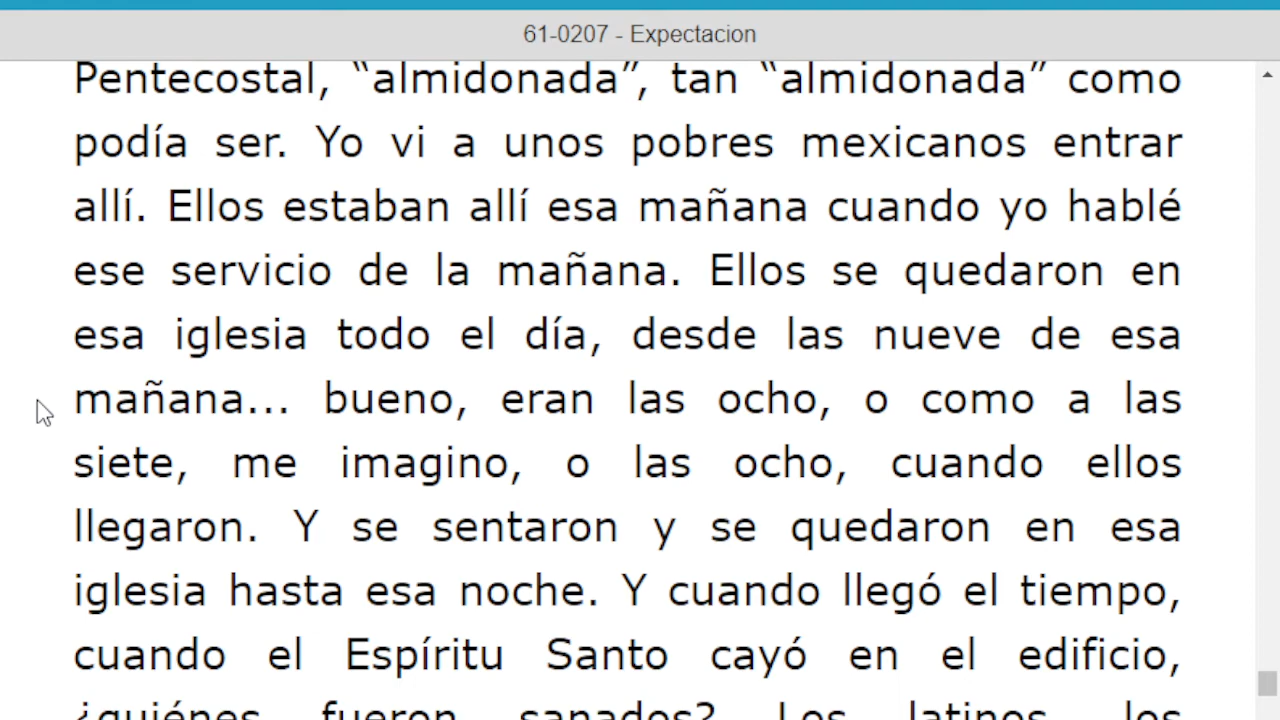 61-0207 - Expectacion
Pentecostal, “almidonada”, tan “almidonada” como
podía ser. Yo vi a unos pobres mexicanos entrar
allí. Ellos estaban allí esa mañana cuando yo hablé
ese servicio de la mañana. Ellos se quedaron en
esa iglesia todo el día, desde las nueve de esa
mañana... bueno, eran las ocho, o como a las
siete, me imagino, o las ocho, cuando ellos
llegaron. Y se sentaron y se quedaron en esa
iglesia hasta esa noche. Y cuando llegó el tiempo,
cuando el Espíritu Santo cayó en el edificio,
¿quiénes fueron sanados? Los latinos, los